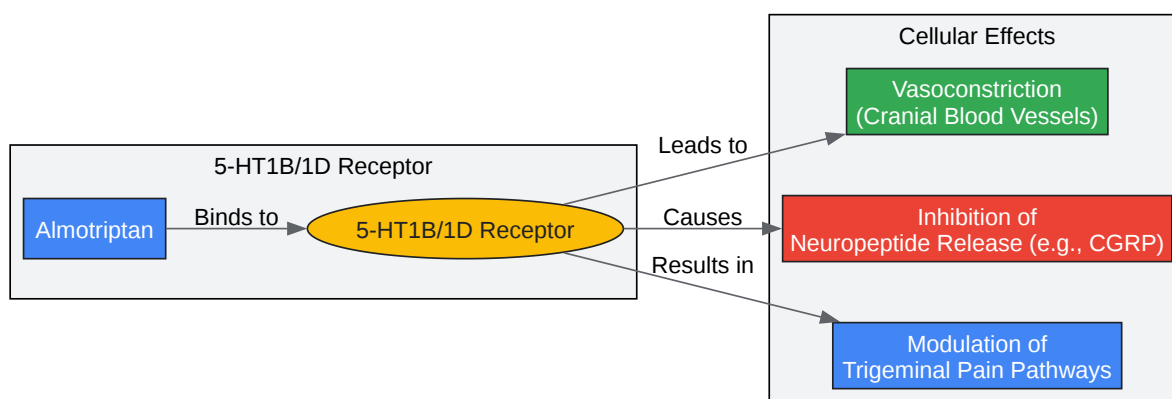 Cellular Effects
Vasoconstriction
(Cranial Blood Vessels)
Leads to
5-HT1B/1D Receptor
Almotriptan
Binds to
5-HT1B/1D Receptor
Causes
Inhibition of
Neuropeptide Release (e.g., CGRP)
Results in
Modulation of
Trigeminal Pain Pathways